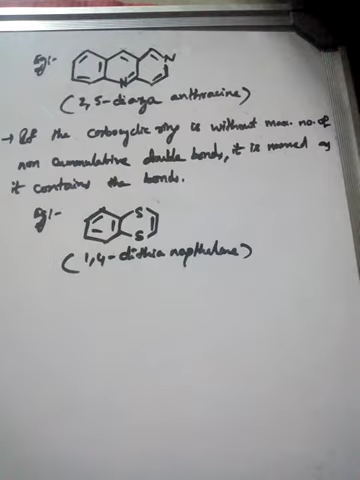 Eg:-
N
N
(2,5-diaza anthracine)
→ If the carbocyclic ring is without max. no. of
non cummulative double bonds, it is named as
it contains the bonds.
Eg:-
S
S
(1,4-dithia napthelene)